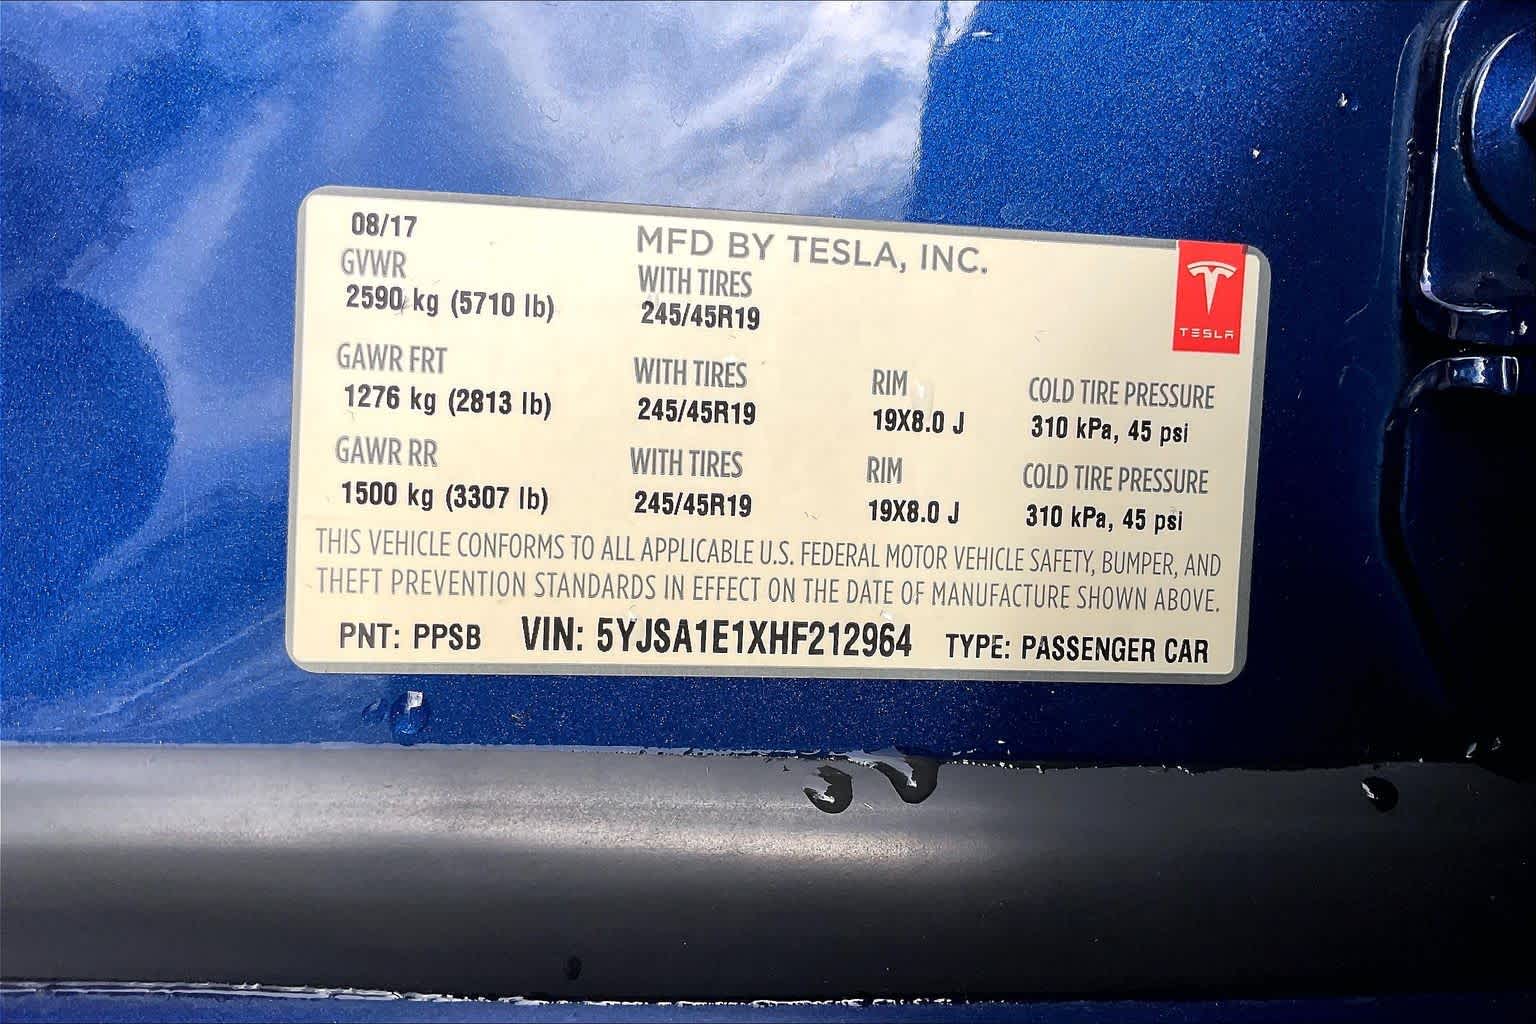 08/17
MFD BY TESLA, INC.
GVWR WITH TIRES
2590 kg (5710 lb) 245/45R19
TESLA
GAWR FRT WITH TIRES RIM COLD TIRE PRESSURE
1276 kg (2813 lb) 245/45R19 19X8.0 J 310 kPa, 45 psi
GAWR RR WITH TIRES RIM COLD TIRE PRESSURE
1500 kg (3307 lb) 245/45R19 19X8.0 J 310 kPa, 45 psi
THIS VEHICLE CONFORMS TO ALL APPLICABLE U.S. FEDERAL MOTOR VEHICLE SAFETY, BUMPER, AND
THEFT PREVENTION STANDARDS IN EFFECT ON THE DATE OF MANUFACTURE SHOWN ABOVE.
PNT: PPSB VIN: 5YJSA1E1XHF212964 TYPE: PASSENGER CAR